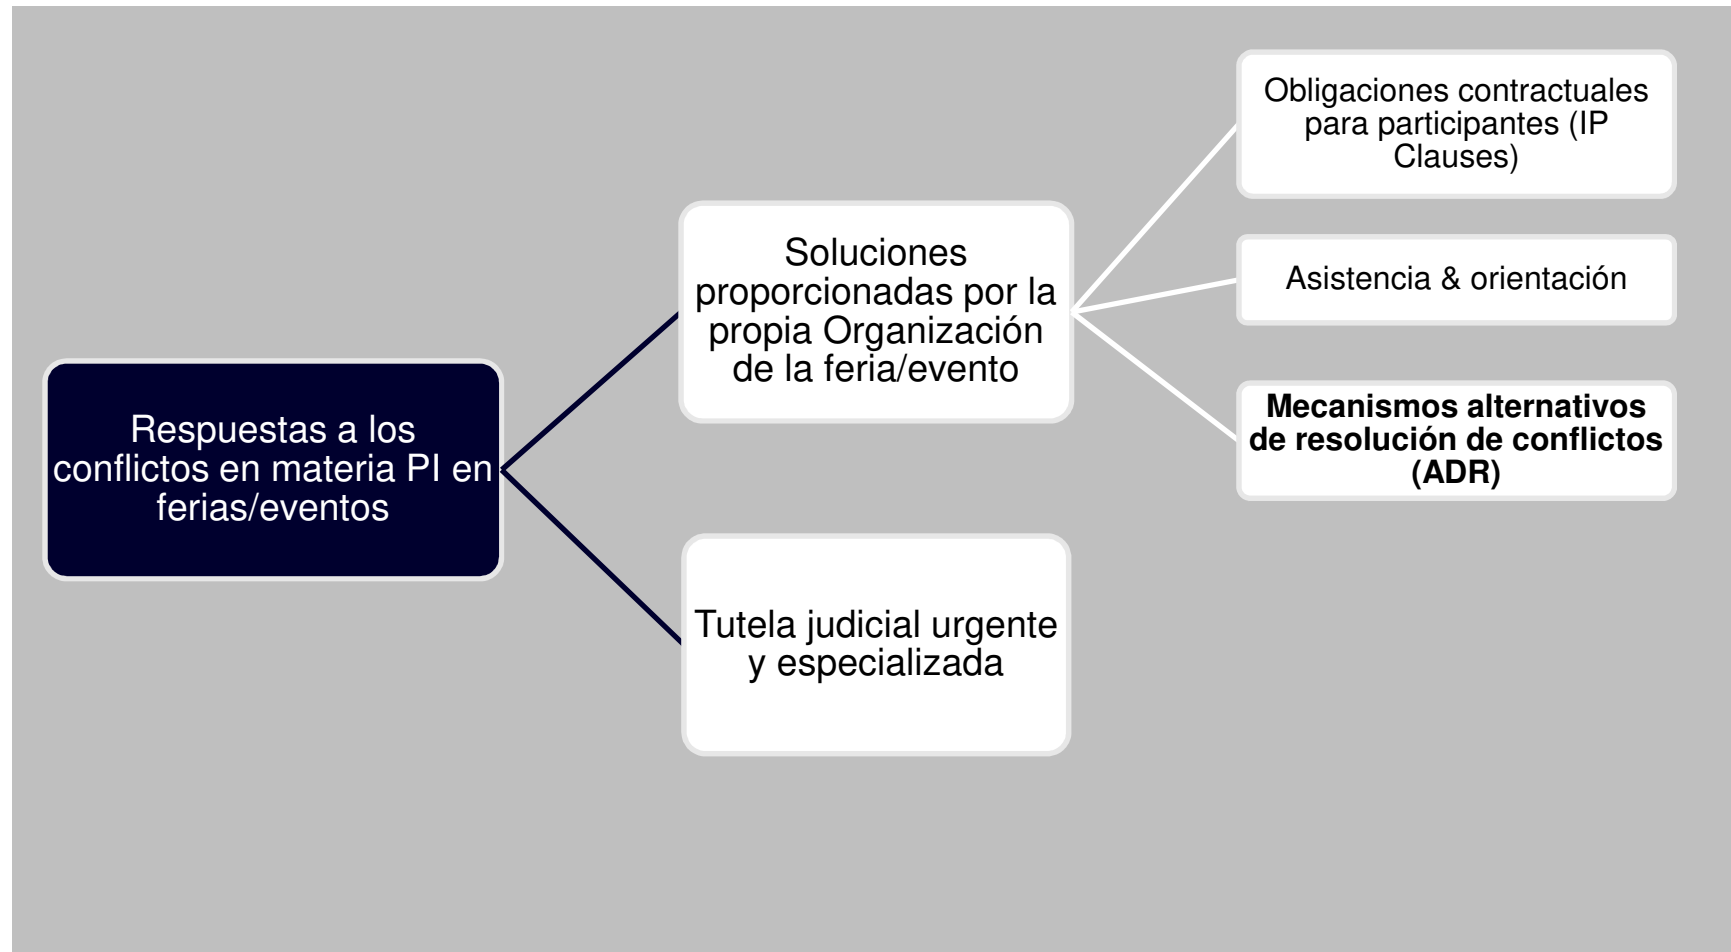 Respuestas a los
conflictos en materia PI en
ferias/eventos
Soluciones
proporcionadas por la
propia Organización
de la feria/evento
Obligaciones contractuales
para participantes (IP
Clauses)
Asistencia & orientación
Mecanismos alternativos
de resolución de conflictos
(ADR)
Tutela judicial urgente
y especializada